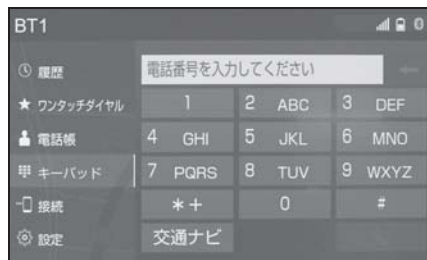 BT1 0
履歴
電話番号を入力してください
ワンタッチダイヤル
1 2 ABC 3 DEF
電話帳
4 GHI 5 JKL 6 MNO
キーパッド
7 PQRS 8 TUV 9 WXYZ
接続
*+ 0 #
設定
交通ナビ